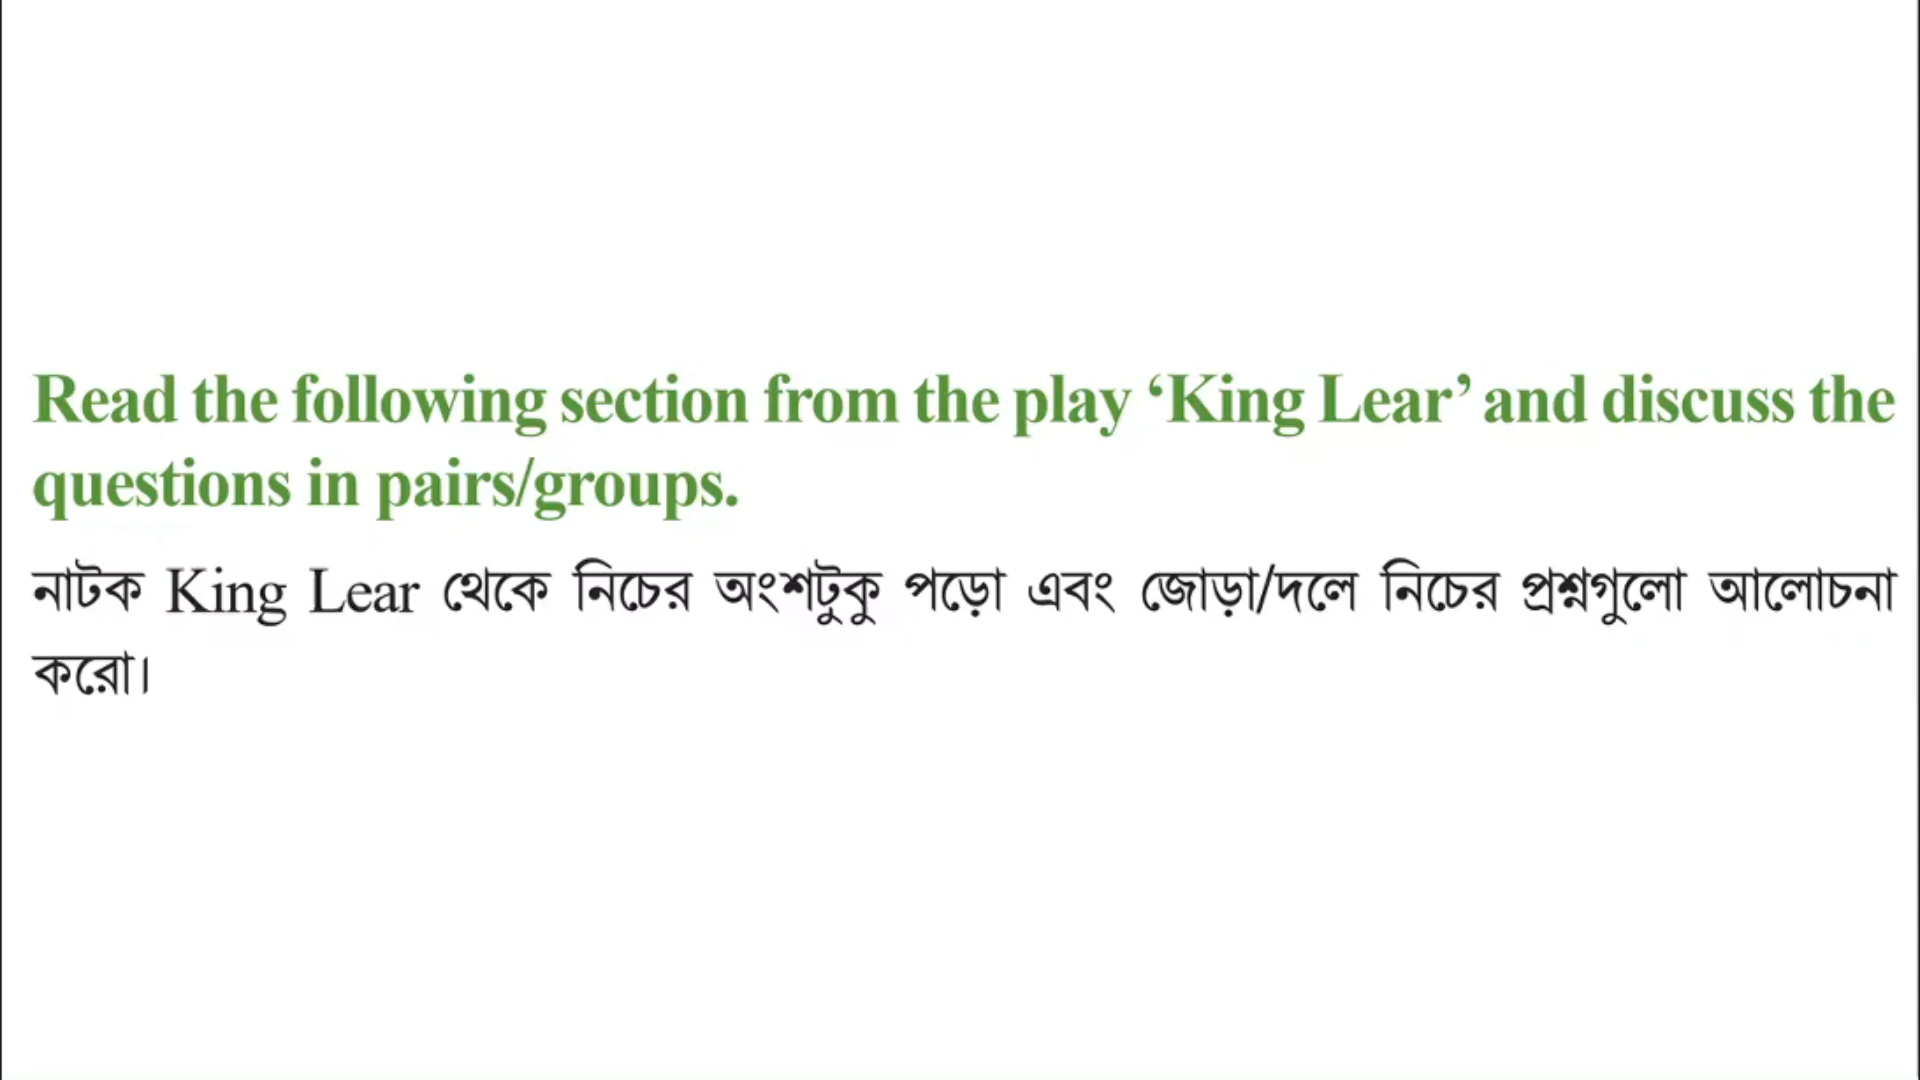 Read the following section from the play ‘King Lear’ and discuss the
questions in pairs/groups.
নাটক King Lear থেকে নিচের অংশটুকু পড়ো এবং জোড়া/দলে নিচের প্রশ্নগুলো আলোচনা
করো।